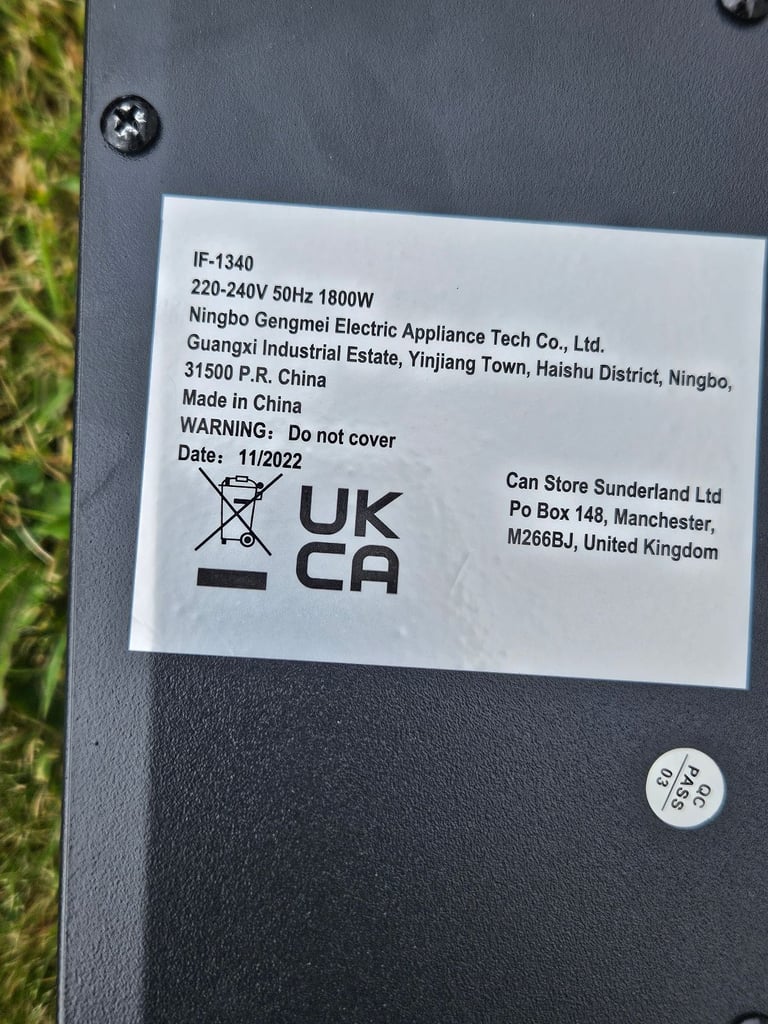 IF-1340
220-240V 50Hz 1800W
Ningbo Gengmei Electric Appliance Tech Co., Ltd.
Guangxi Industrial Estate, Yinjiang Town, Haishu District, Ningbo,
31500 P.R. China
Made in China
WARNING: Do not cover
Date: 11/2022
UK
CA
Can Store Sunderland Ltd
Po Box 148, Manchester,
M266BJ, United Kingdom
QC
PASS
03